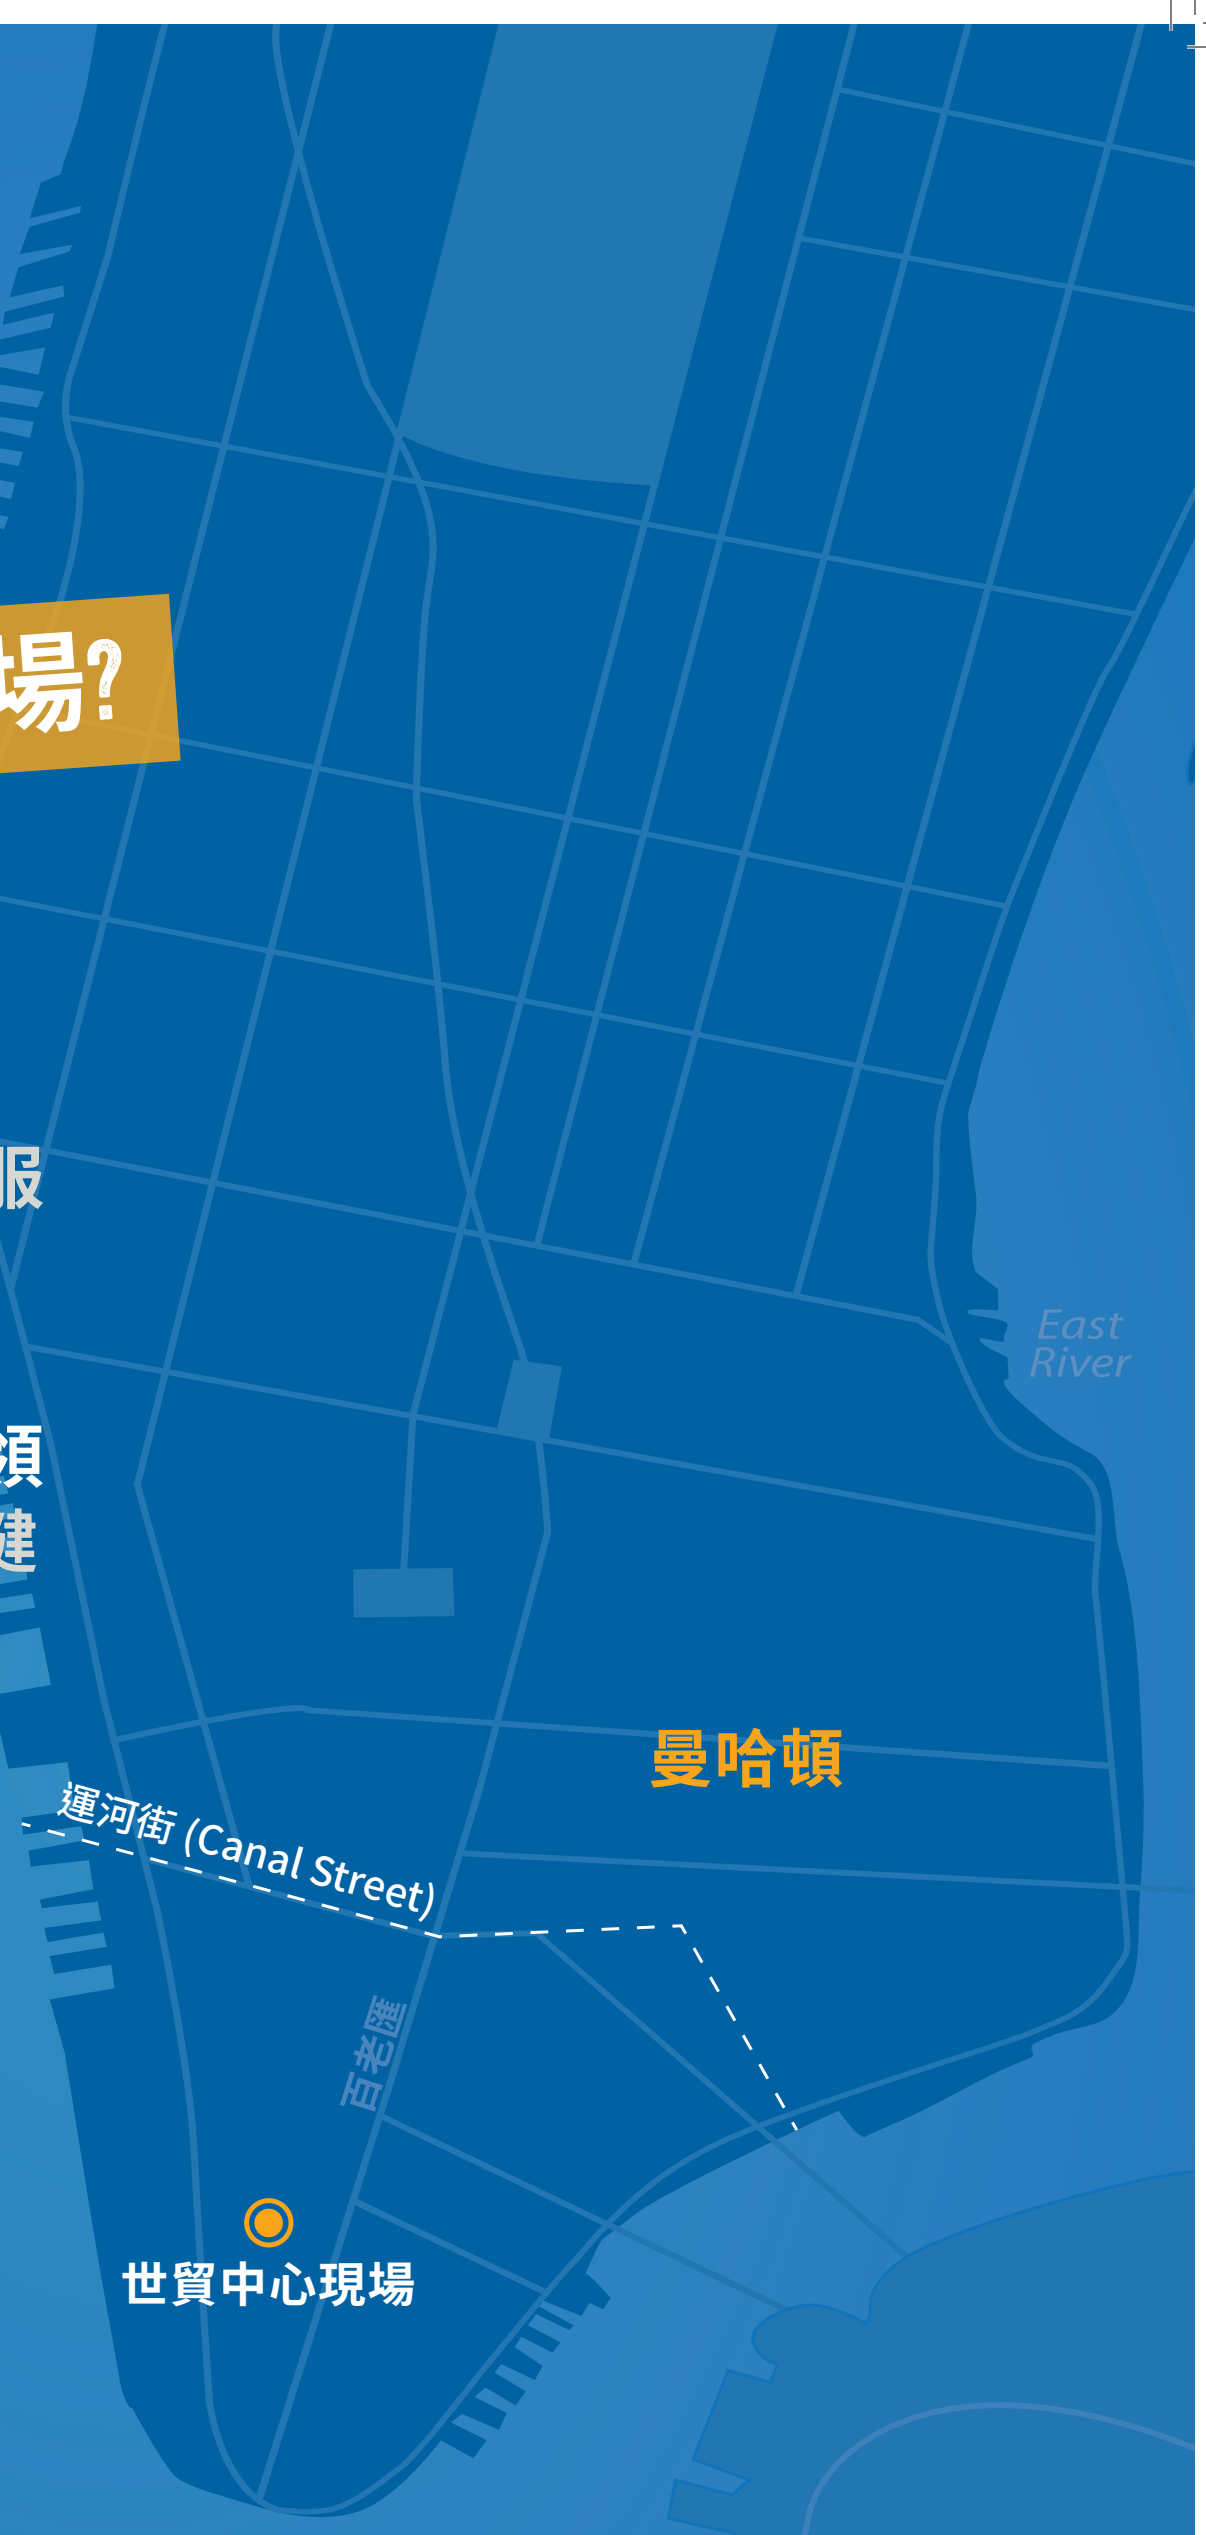 場?
服
East
River
須
健
曼哈頓
運河街 (Canal Street)
百老匯
世貿中心現場